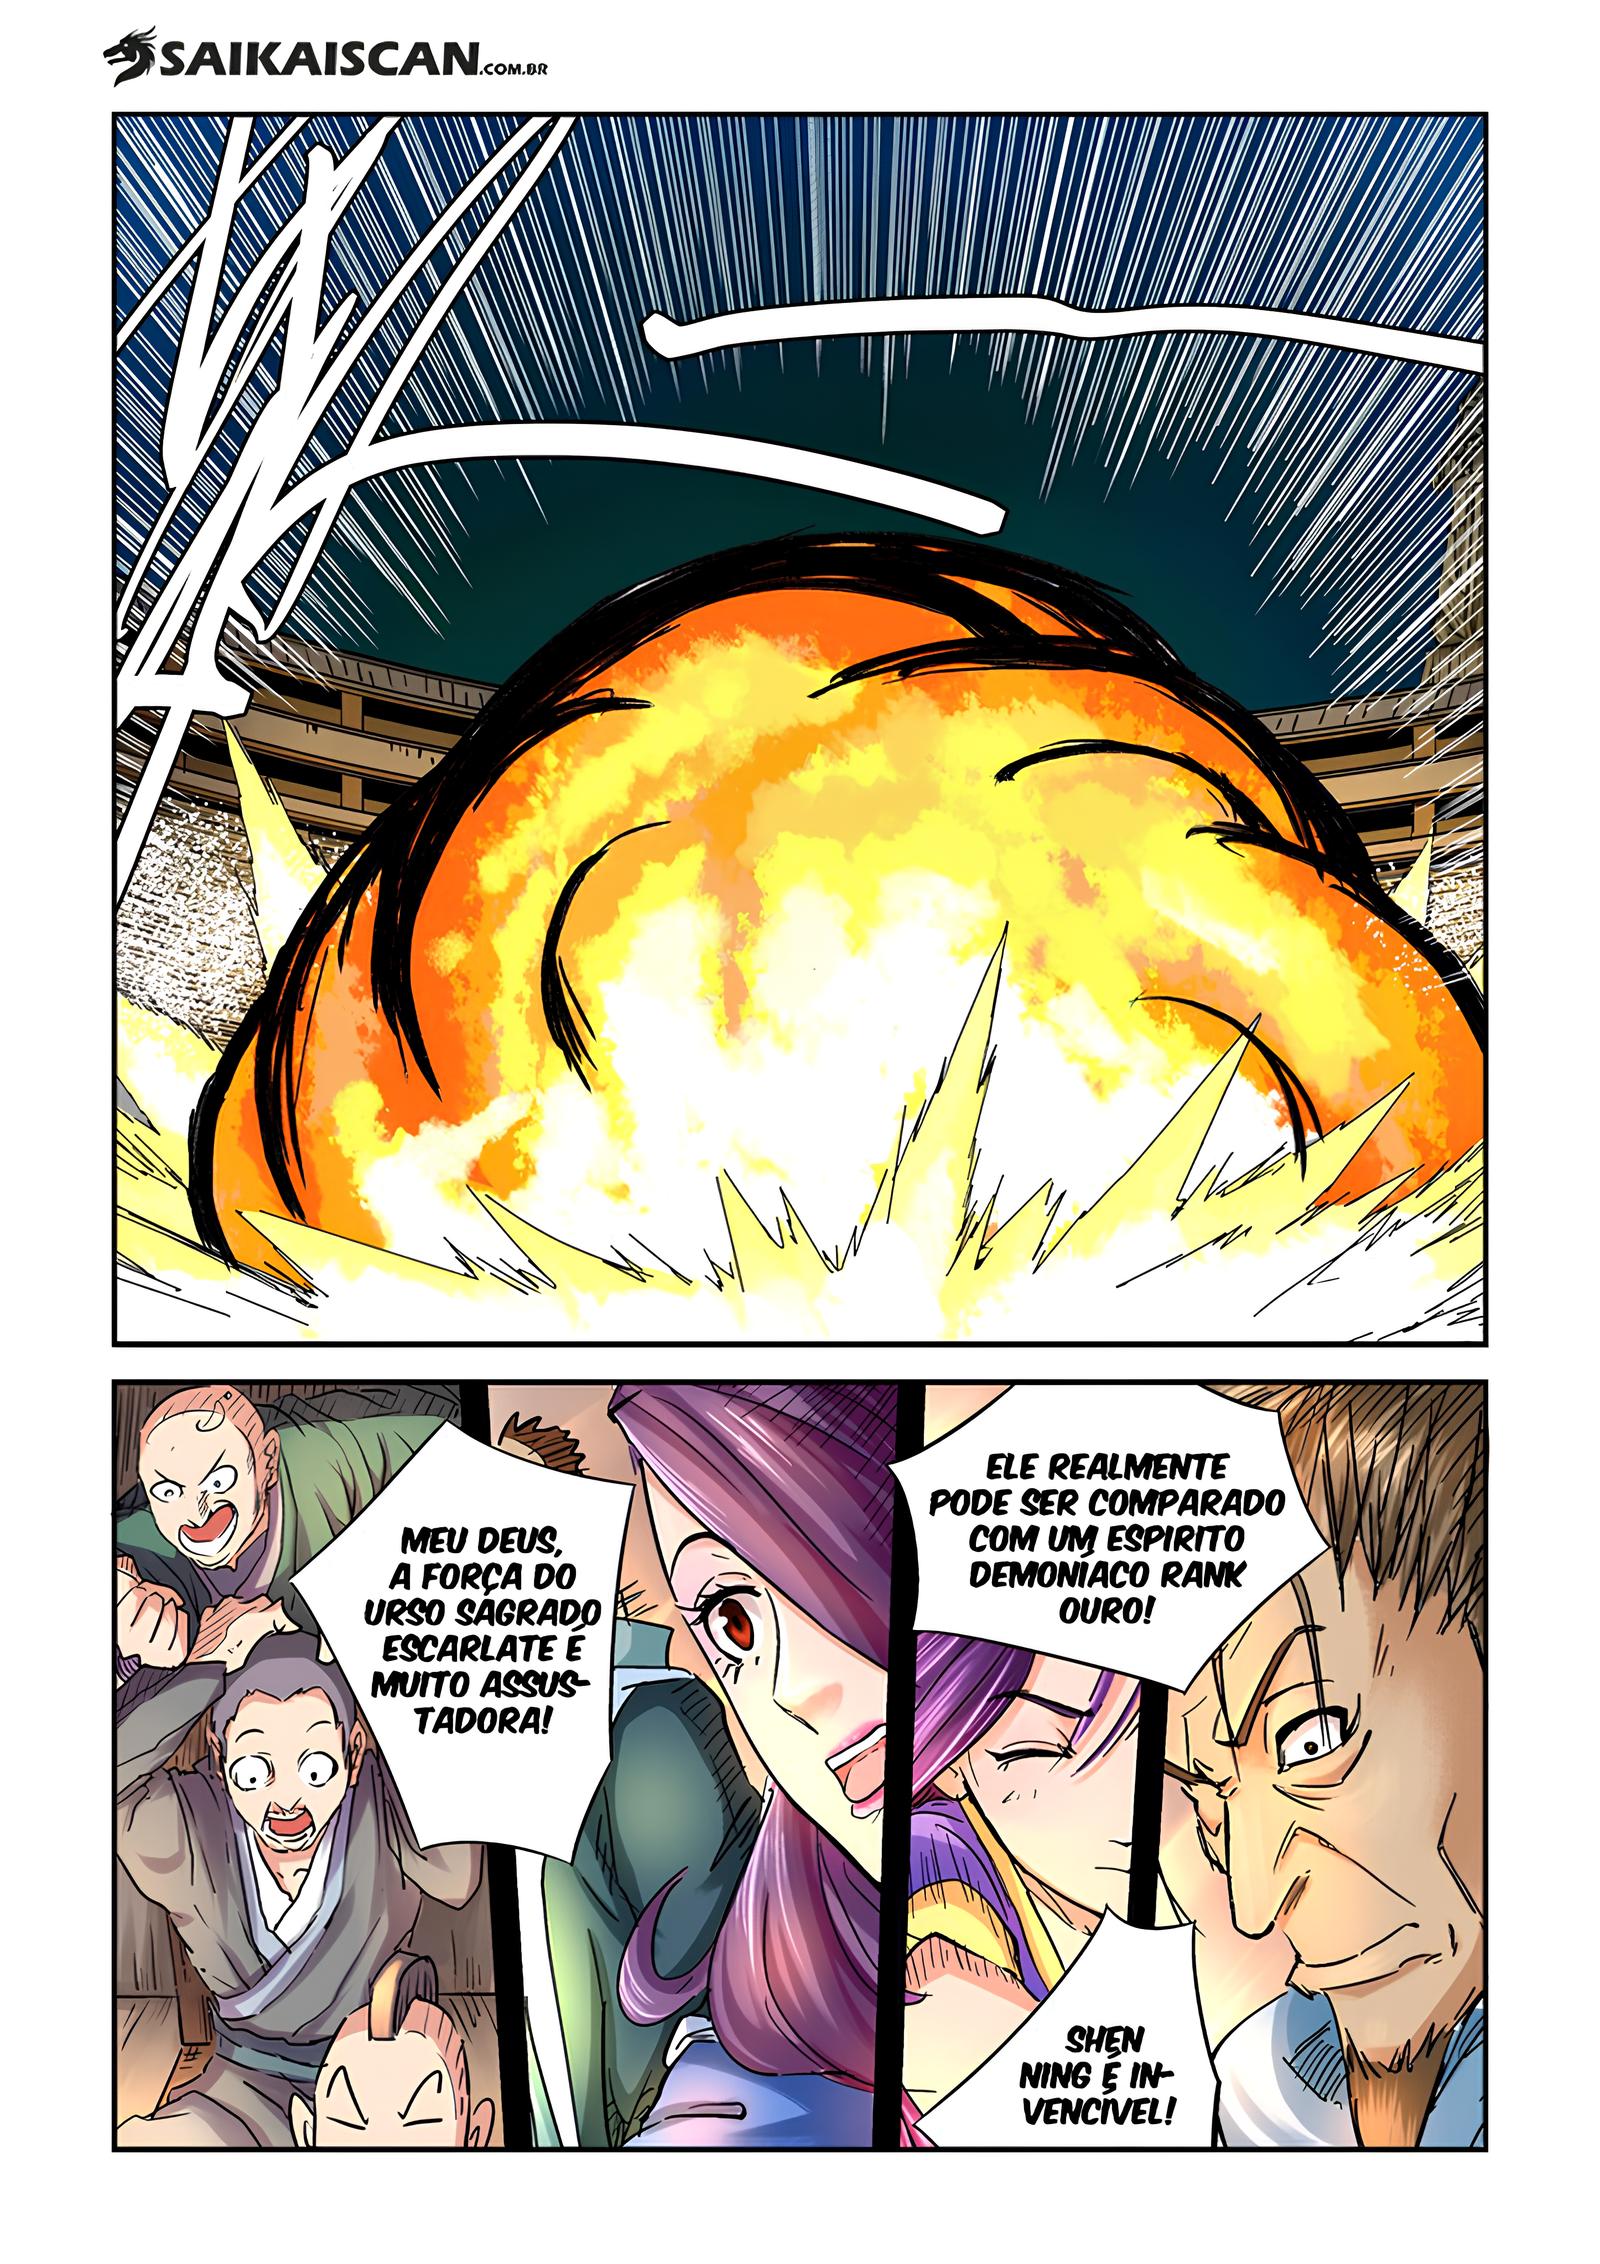 SAIKAISCAN.COM.BR
MEU DEUS,
A FORÇA DO
URSO SAGRADO
ESCARLATE É
MUITO ASSUS-
TADORA!
ELE REALMENTE
PODE SER COMPARADO
COM UM ESPIRITO
DEMONÍACO RANK
OURO!
SHEN
NING É IN-
VENCÍVEL!